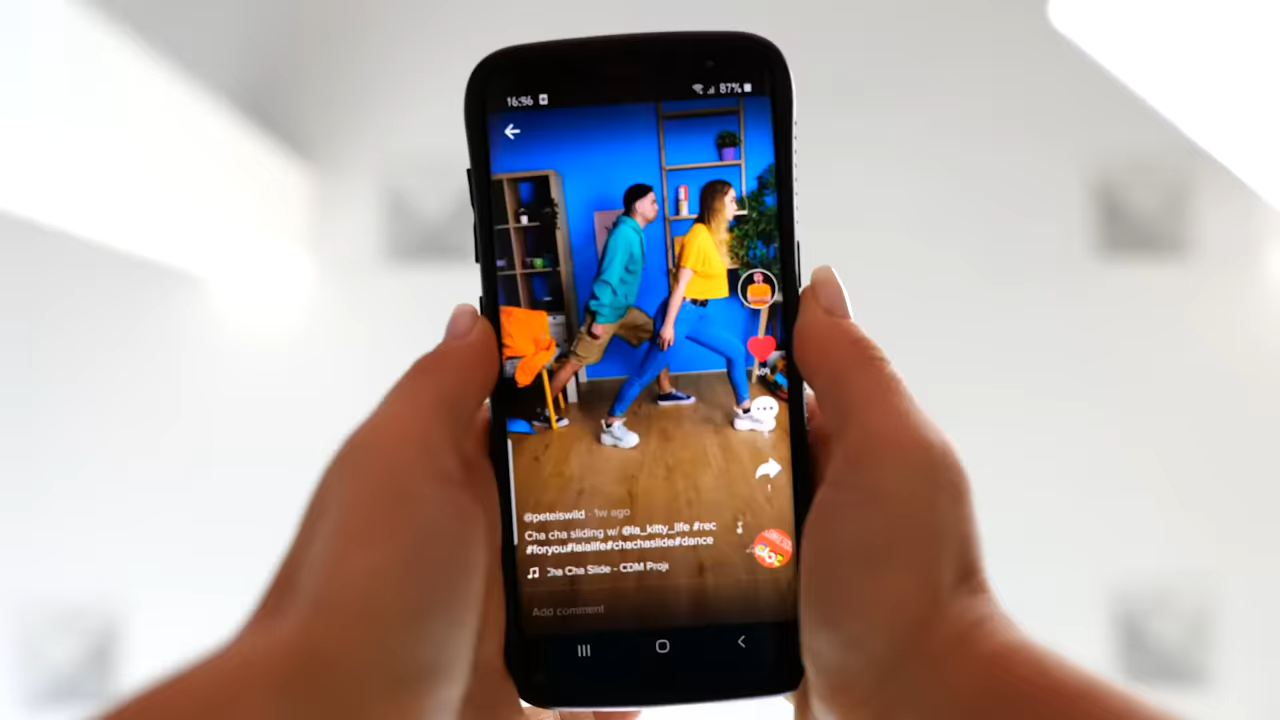 16:56
87%
@peteiswild · 1w ago
Cha cha sliding w/ @la_kitty_life #rec
#foryou#lalalife#chachaslide#dance
Cha Cha Slide - CDM Proje
Add comment